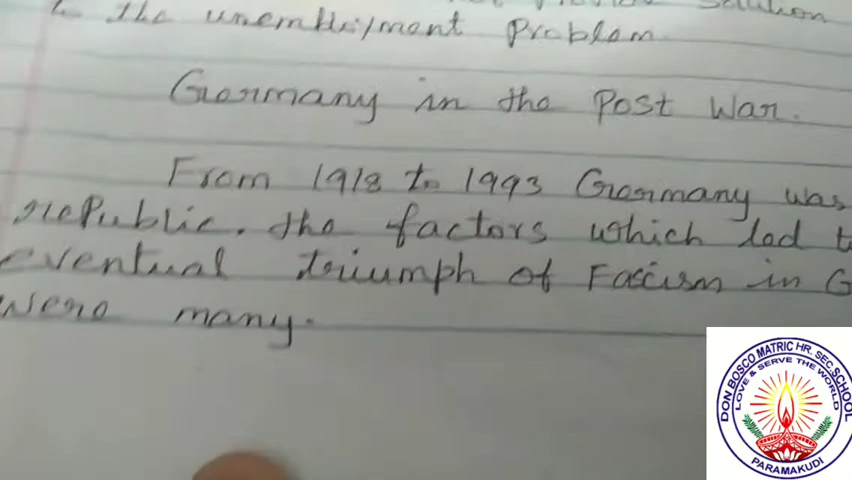 the unemployment Problem.
Germany in the Post War.
From 1918 to 1993 Germany was
republic. the factors which led
eventual triumph of Fascism in G
were many.
DON BOSCO MATRIC HR. SEC. SCHOOL
LOVE & SERVE THE WORLD
PARAMAKUDI